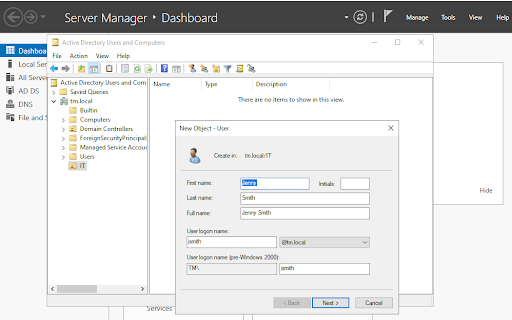 Server Manager • Dashboard
Manage Tools View Help
Dashboa
Local Serv
All Server
AD DS
DNS
File and S
Active Directory Users and Computers
File Action View Help
Active Directory Users and Com
Saved Queries
tm.local
Builtin
Computers
Domain Controllers
ForeignSecurityPrincipals
Managed Service Accou
Users
IT
Name Type Description
There are no items to show in this view.
New Object - User
Create in: tm.local/IT
First name: Jenny Initials:
Last name: Smith
Full name: Jenny Smith
User logon name:
jsmith @tm.local
User logon name (pre-Windows 2000):
TM\ jsmith
< Back Next > Cancel
Hide
Services